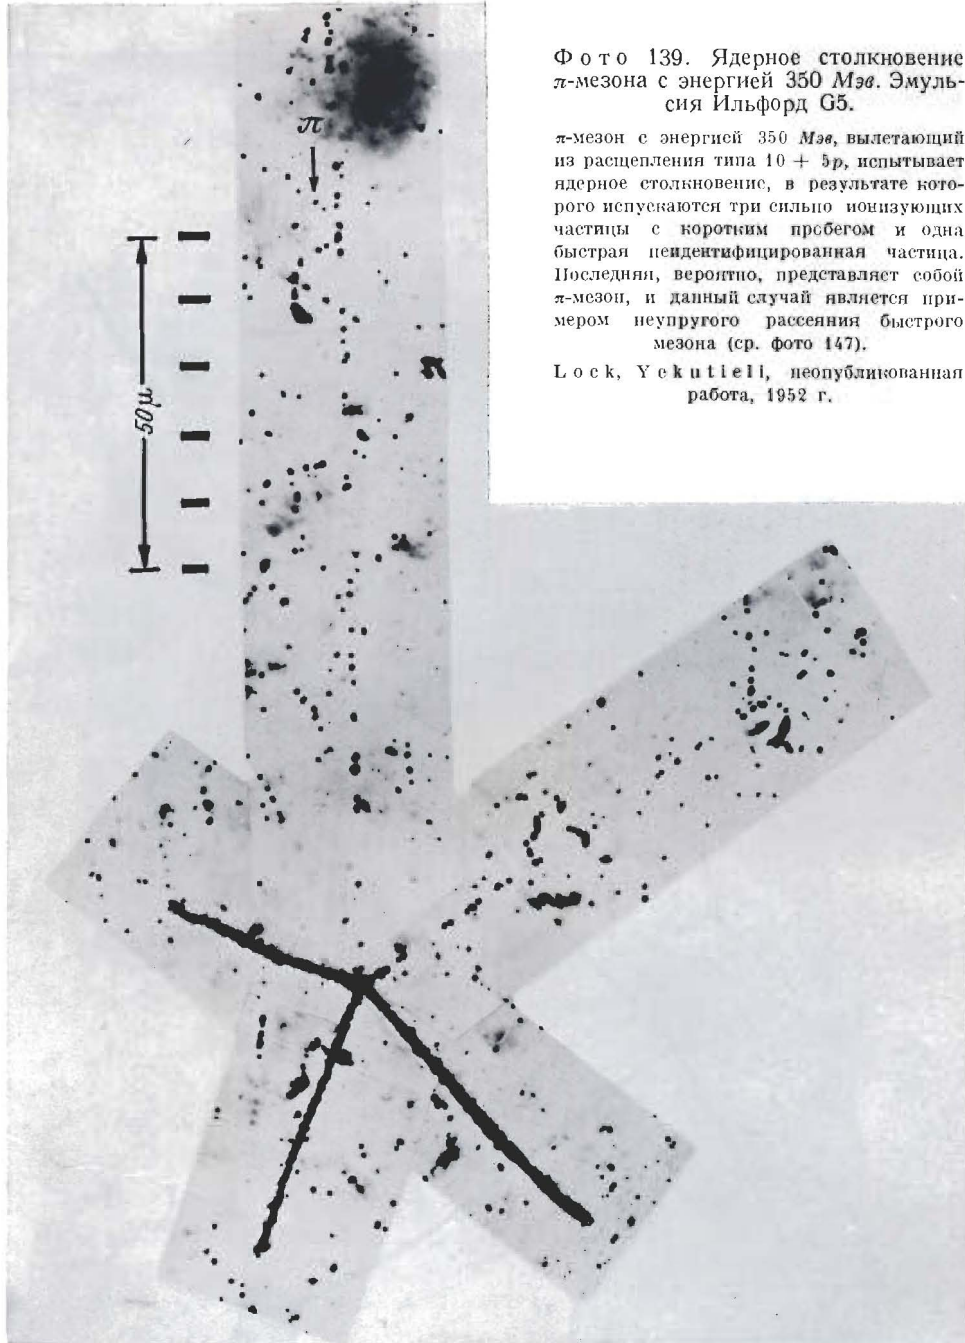 Фото 139. Ядерное столкновение
π-мезона с энергией 350 Мэв. Эмуль-
сия Ильфорд G5.
π-мезон с энергией 350 Мэв, вылетающий
из расщепления типа 10 + 5p, испытывает
ядерное столкновение, в результате кото-
рого испускаются три сильно ионизующих
частицы с коротким пробегом и одна
быстрая неидентифицированная частица.
Последняя, вероятно, представляет собой
π-мезон, и данный случай является при-
мером неупругого рассеяния быстрого
мезона (ср. фото 147).
Lock, Yekutieli, неопубликованная
работа, 1952 г.
π
50μ